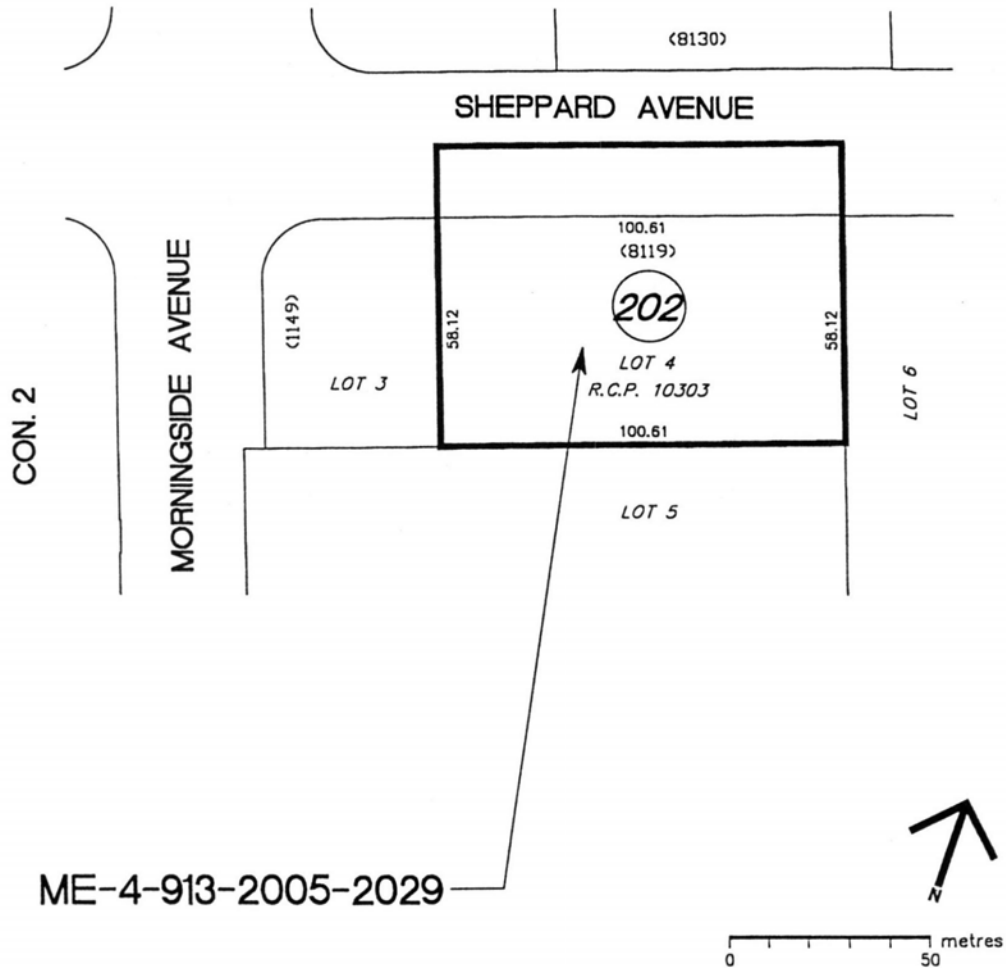 (8130)
SHEPPARD AVENUE
100.61
(8119)
202
LOT 4
R.C.P. 10303
100.61
58.12
58.12
(1149)
LOT 3
LOT 6
LOT 5
MORNINGSIDE AVENUE
CON. 2
ME-4-913-2005-2029
N
metres
0
50